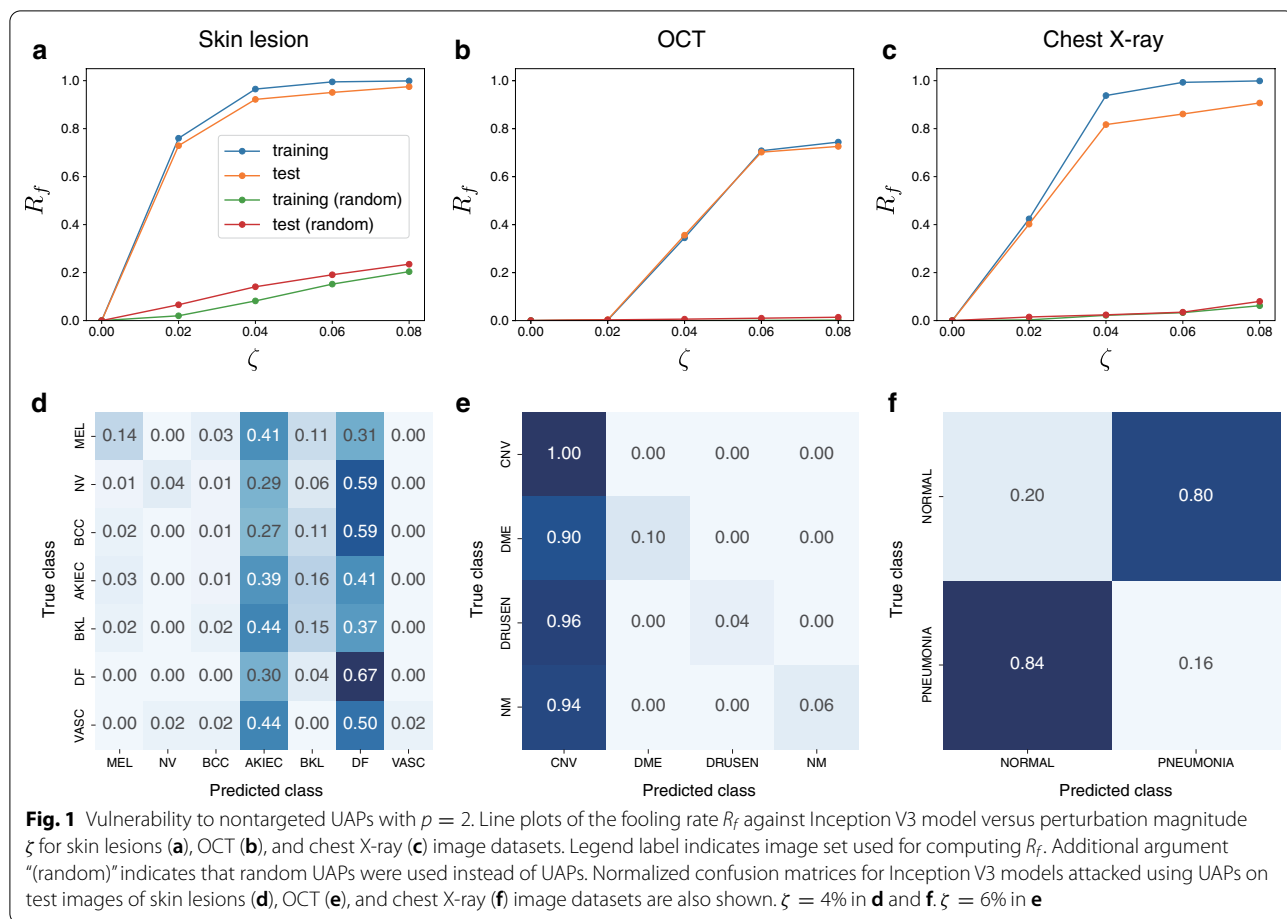 a Skin lesion
b OCT
c Chest X-ray
1.0
0.8
0.6
0.4
0.2
0.0
R_f
training
test
training (random)
test (random)
0.00 0.02 0.04 0.06 0.08
ζ
1.0
0.8
0.6
0.4
0.2
0.0
R_f
0.00 0.02 0.04 0.06 0.08
ζ
1.0
0.8
0.6
0.4
0.2
0.0
R_f
0.00 0.02 0.04 0.06 0.08
ζ
d
True class
MEL 0.14 0.00 0.03 0.41 0.11 0.31 0.00
NV 0.01 0.04 0.01 0.29 0.06 0.59 0.00
BCC 0.02 0.00 0.01 0.27 0.11 0.59 0.00
AKIEC 0.03 0.00 0.01 0.39 0.16 0.41 0.00
BKL 0.02 0.00 0.02 0.44 0.15 0.37 0.00
DF 0.00 0.00 0.00 0.30 0.04 0.67 0.00
VASC 0.00 0.02 0.02 0.44 0.00 0.50 0.02
MEL NV BCC AKIEC BKL DF VASC
Predicted class
e
True class
CNV 1.00 0.00 0.00 0.00
DME 0.90 0.10 0.00 0.00
DRUSEN 0.96 0.00 0.04 0.00
NM 0.94 0.00 0.00 0.06
CNV DME DRUSEN NM
Predicted class
f
True class
NORMAL 0.20 0.80
PNEUMONIA 0.84 0.16
NORMAL PNEUMONIA
Predicted class
Fig. 1 Vulnerability to nontargeted UAPs with p = 2. Line plots of the fooling rate R_f against Inception V3 model versus perturbation magnitude
ζ for skin lesions (a), OCT (b), and chest X-ray (c) image datasets. Legend label indicates image set used for computing R_f. Additional argument
"(random)" indicates that random UAPs were used instead of UAPs. Normalized confusion matrices for Inception V3 models attacked using UAPs on
test images of skin lesions (d), OCT (e), and chest X-ray (f) image datasets are also shown. ζ = 4% in d and f. ζ = 6% in e